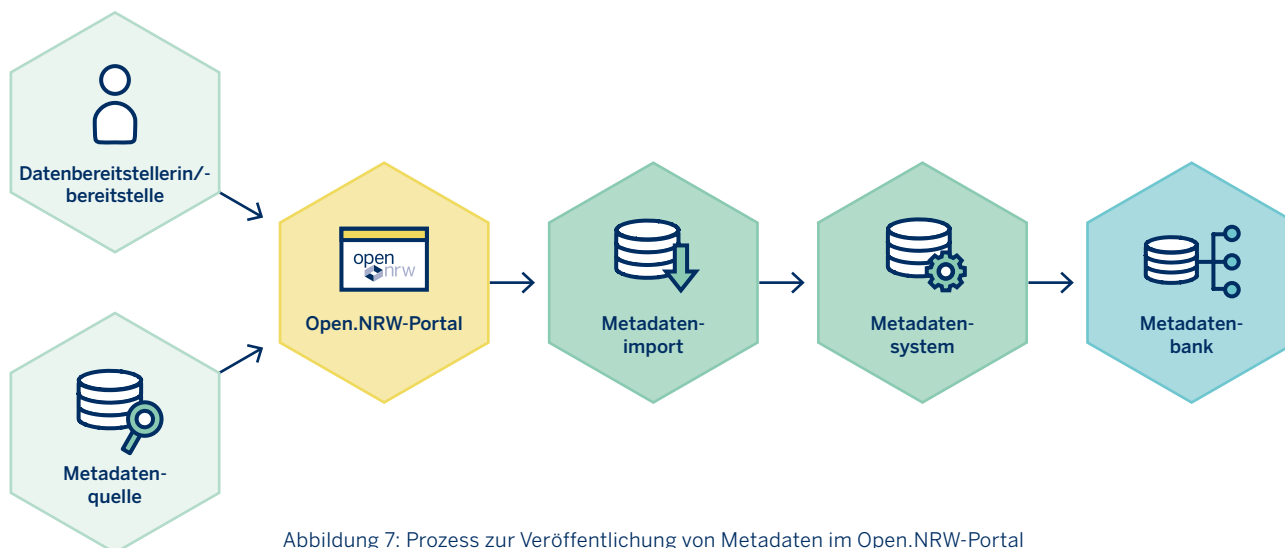 Datenbereitstellerin/-
bereitstelle
open
nrw
Open.NRW-Portal
Metadaten-
import
Metadaten-
system
Metadaten-
bank
Metadaten-
quelle
Abbildung 7: Prozess zur Veröffentlichung von Metadaten im Open.NRW-Portal